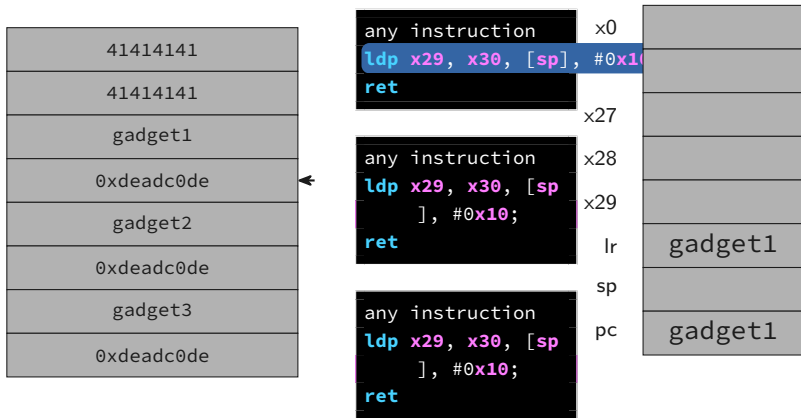 41414141
41414141
gadget1
0xdeadc0de
gadget2
0xdeadc0de
gadget3
0xdeadc0de
any instruction
ldp x29, x30, [sp], #0x10
ret
any instruction
ldp x29, x30, [sp
], #0x10;
ret
any instruction
ldp x29, x30, [sp
], #0x10;
ret
x0
x27
x28
x29
lr
sp
pc
gadget1
gadget1